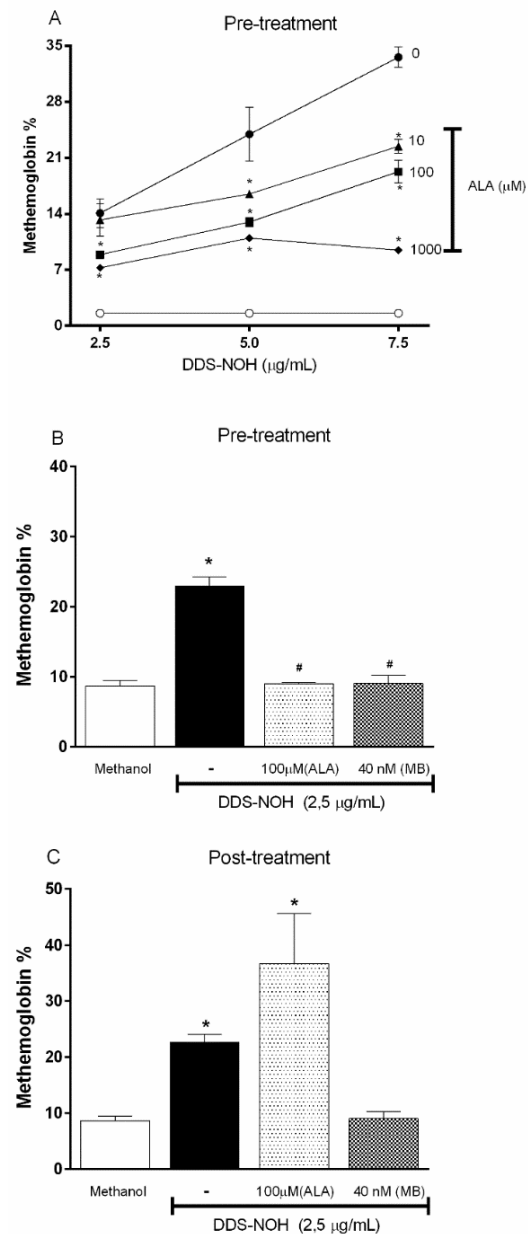 A
Pre-treatment
35
28
21
14
7
0
Methemoglobin %
0
10
100
1000
ALA (μM)
* * *
* * *
* *
2.5 5.0 7.5
DDS-NOH (μg/mL)
B
Pre-treatment
40
30
20
10
0
Methemoglobin %
*
#
#
Methanol - 100μM(ALA) 40 nM (MB)
DDS-NOH (2,5 μg/mL)
C
Post-treatment
50
40
30
20
10
0
Methemoglobin %
*
*
Methanol - 100μM(ALA) 40 nM (MB)
DDS-NOH (2,5 μg/mL)